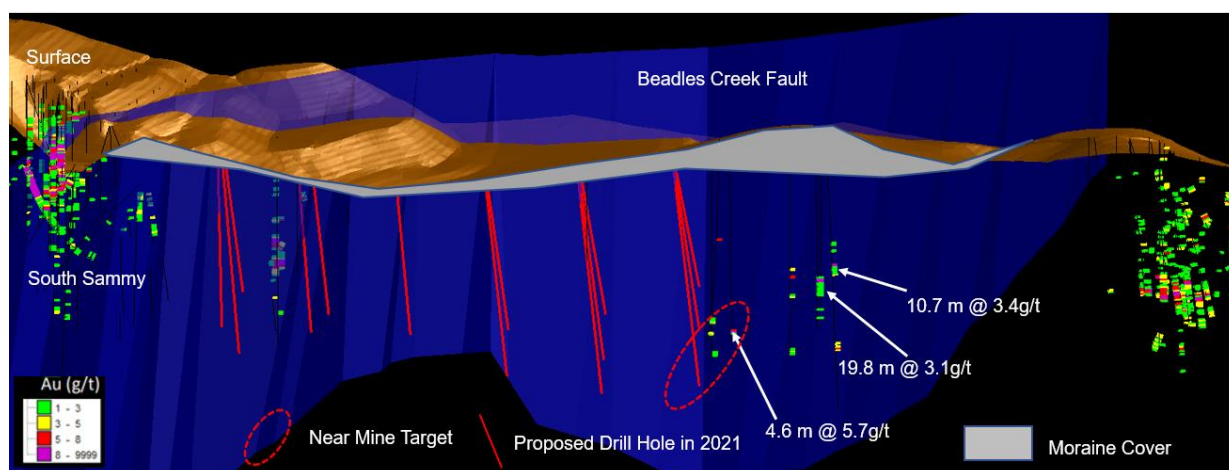 Surface
Beadles Creek Fault
South Sammy
10.7 m @ 3.4g/t
19.8 m @ 3.1g/t
4.6 m @ 5.7g/t
Au (g/t)
1 - 3
3 - 5
5 - 8
8 - 9999
Near Mine Target
Proposed Drill Hole in 2021
Moraine Cover